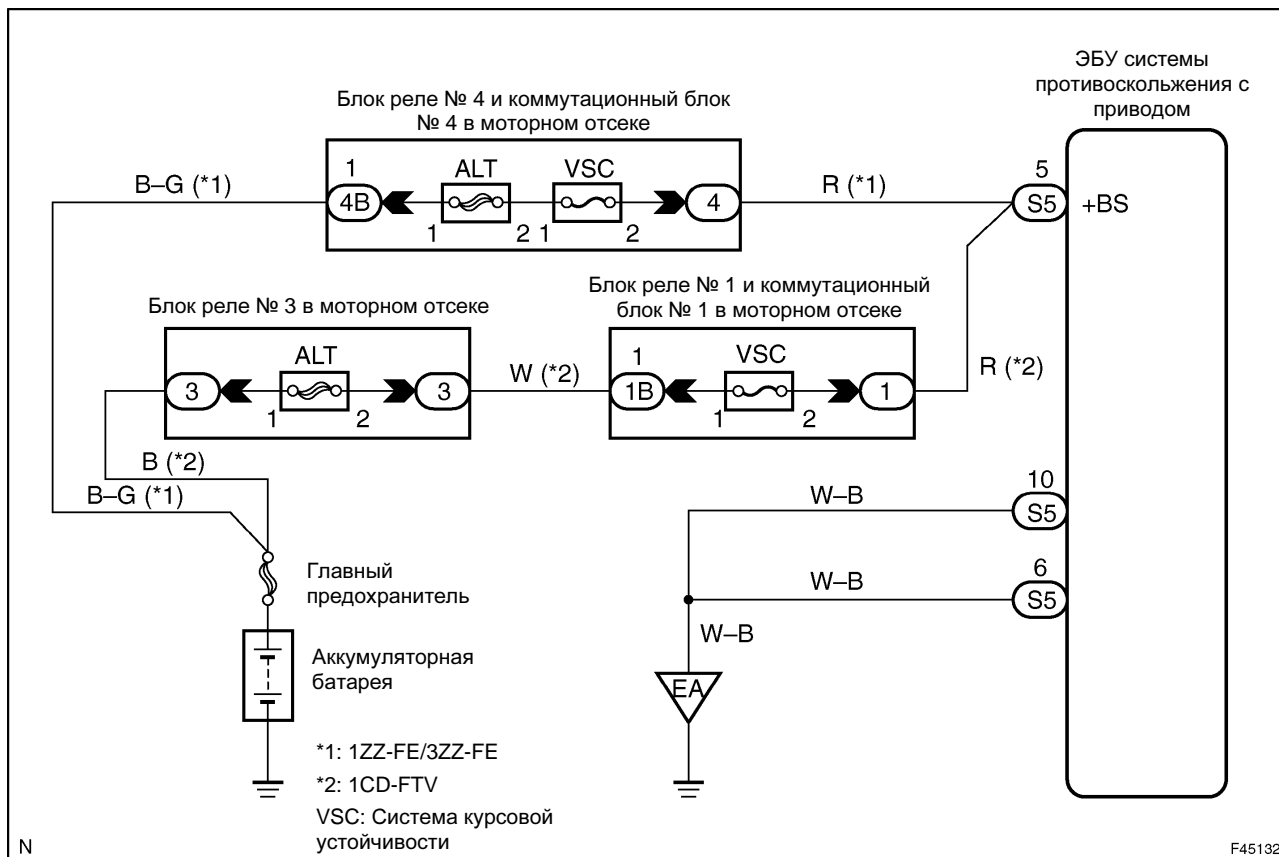 ЭБУ системы
противоскольжения с
приводом
Блок реле № 4 и коммутационный блок
№ 4 в моторном отсеке
B–G (*1)
1
4B
ALT
1
2
VSC
1
2
4
R (*1)
5
S5
+BS
Блок реле № 3 в моторном отсеке
3
ALT
1
2
3
W (*2)
Блок реле № 1 и коммутационный
блок № 1 в моторном отсеке
1
1B
VSC
1
2
1
R (*2)
B (*2)
B–G (*1)
10
S5
W–B
6
S5
W–B
W–B
EA
Главный
предохранитель
Аккумуляторная
батарея
*1: 1ZZ-FE/3ZZ-FE
*2: 1CD-FTV
VSC: Система курсовой
устойчивости
N
F45132